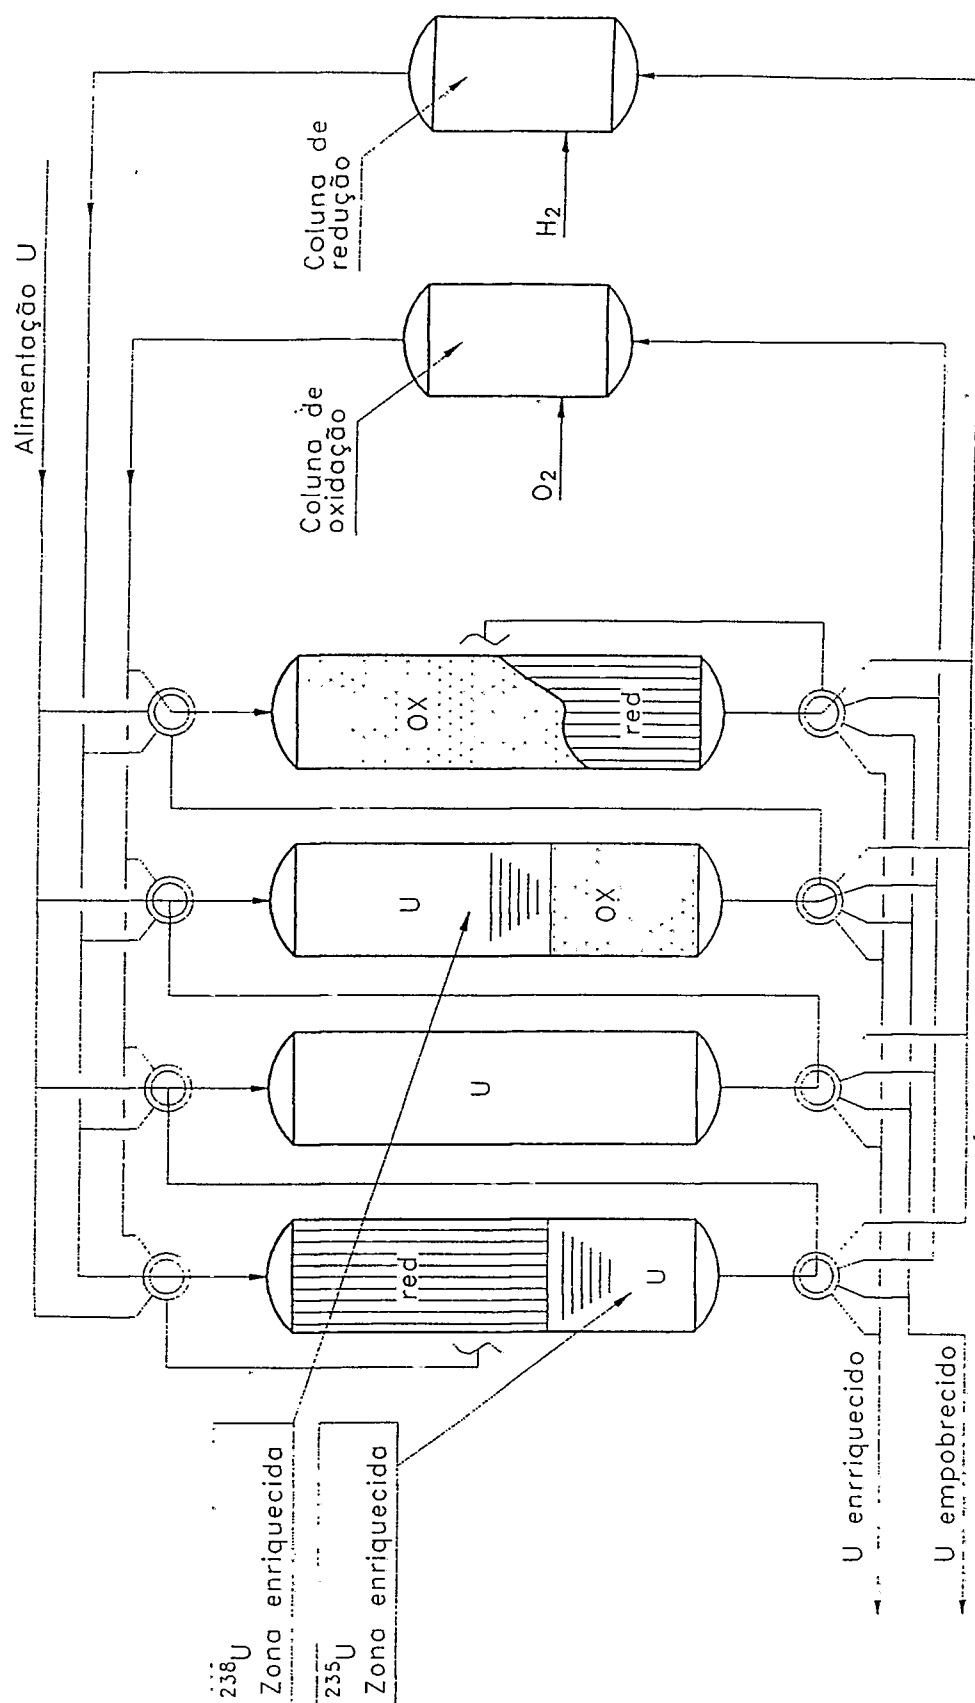 Alimentação U
Coluna de
redução
H2
Coluna de
oxidação
O2
OX
red
U
OX
U
red
U
238U
Zona enriquecida
235U
Zona enriquecida
U enrriquecido
U empobrecido